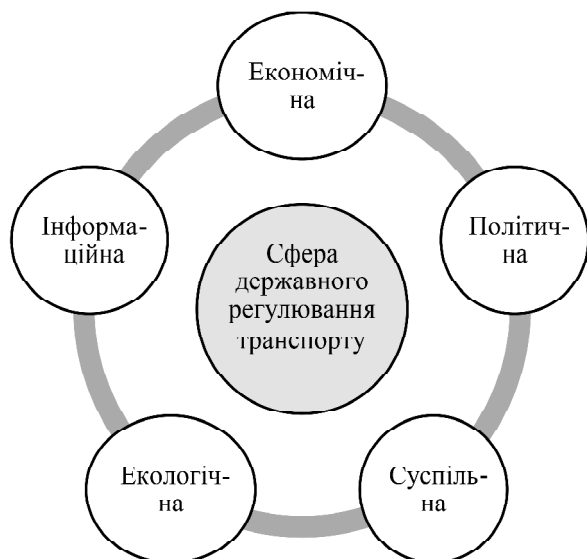 Економіч-
на
Політич-
на
Суспіль-
на
Екологіч-
на
Інформа-
ційна
Сфера
державного
регулювання
транспорту